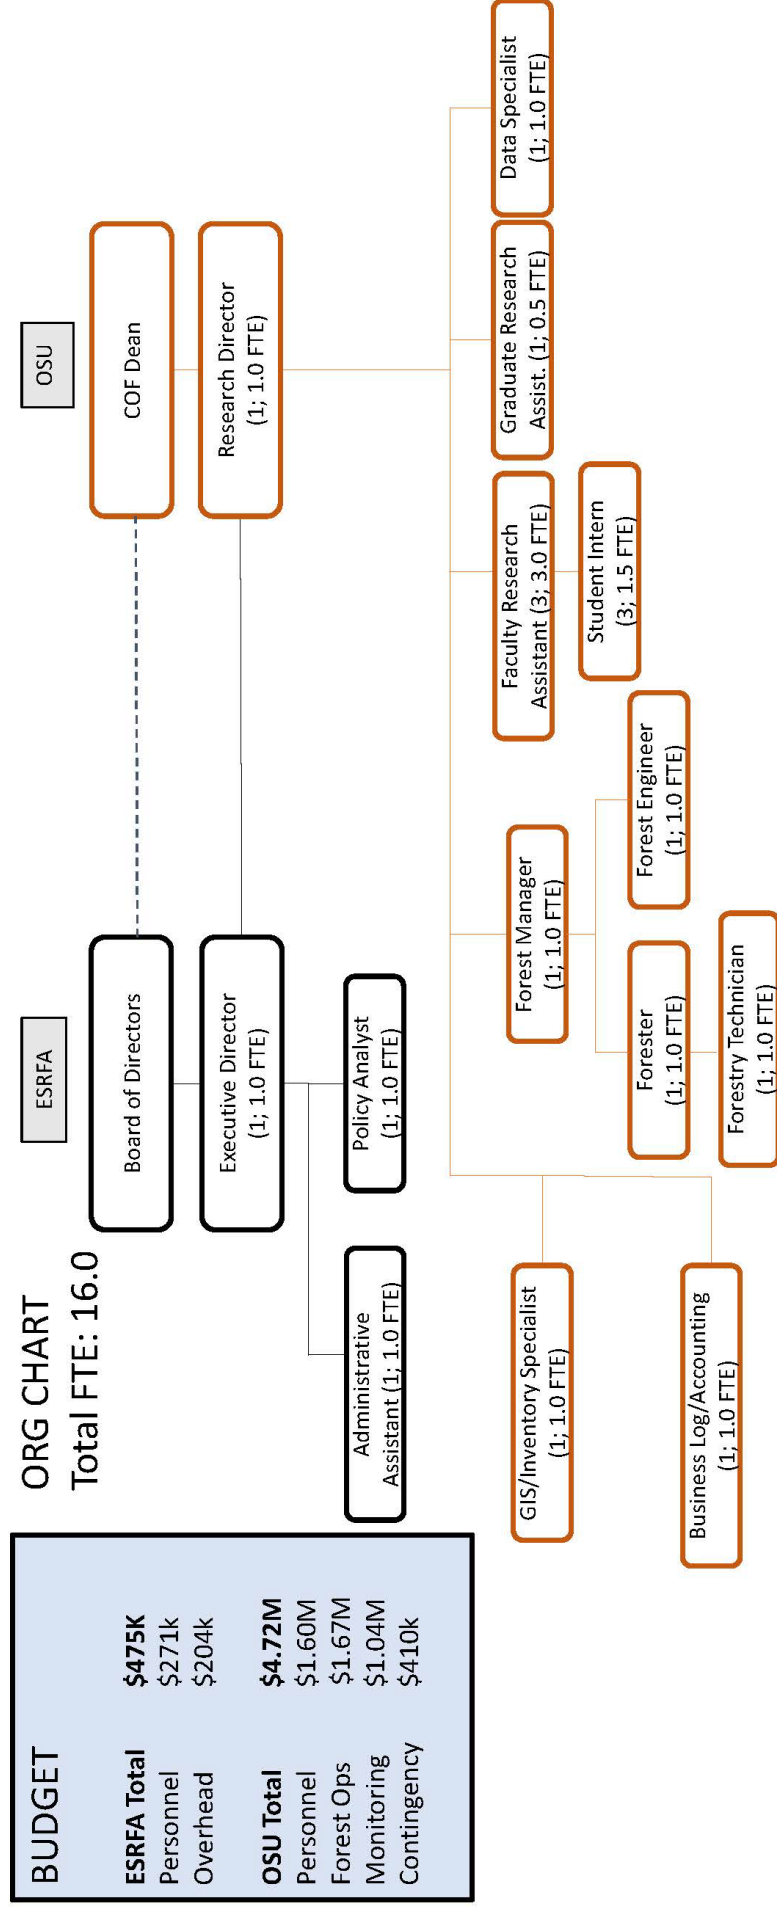 BUDGET
ESRFA Total $475K
Personnel $271k
Overhead $204k
OSU Total $4.72M
Personnel $1.60M
Forest Ops $1.67M
Monitoring $1.04M
Contingency $410k
ORG CHART
Total FTE: 16.0
ESRFA
OSU
Board of Directors
COF Dean
Executive Director
(1; 1.0 FTE)
Research Director
(1; 1.0 FTE)
Administrative
Assistant (1; 1.0 FTE)
Policy Analyst
(1; 1.0 FTE)
GIS/Inventory Specialist
(1; 1.0 FTE)
Forest Manager
(1; 1.0 FTE)
Faculty Research
Assistant (3; 3.0 FTE)
Graduate Research
Assist. (1; 0.5 FTE)
Data Specialist
(1; 1.0 FTE)
Student Intern
(3; 1.5 FTE)
Forester
(1; 1.0 FTE)
Forest Engineer
(1; 1.0 FTE)
Business Log/Accounting
(1; 1.0 FTE)
Forestry Technician
(1; 1.0 FTE)